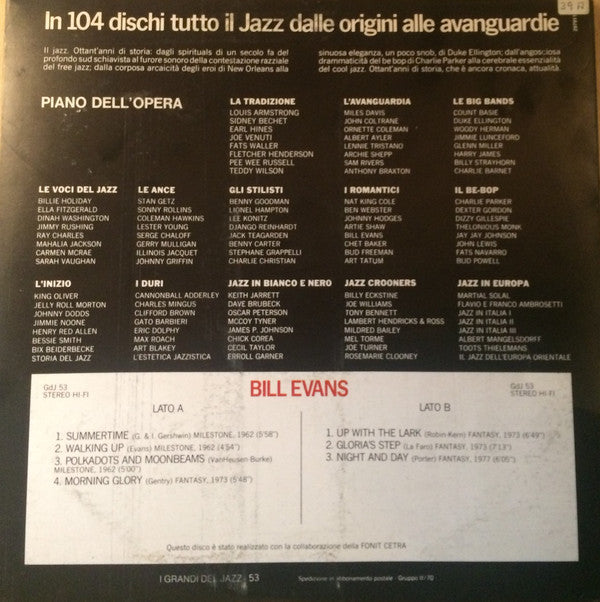 39 A
In 104 dischi tutto il Jazz dalle origini alle avanguardie
Il jazz. Ottant'anni di storia: dagli spirituals di un secolo fa del
profondo sud schiavista al furore sonoro della contestazione razziale
del free jazz; dalla corposa arcaicità degli eroi di New Orleans alla
sinuosa eleganza, un poco snob, di Duke Ellington; dall'angosciosa
drammaticità del be bop di Charlie Parker alla cerebrale essenzialità
del cool jazz. Ottant'anni di storia, che è ancora cronaca, attualità.
PIANO DELL'OPERA
LA TRADIZIONE
LOUIS ARMSTRONG
SIDNEY BECHET
EARL HINES
JOE VENUTI
FATS WALLER
FLETCHER HENDERSON
PEE WEE RUSSELL
TEDDY WILSON
L'AVANGUARDIA
MILES DAVIS
JOHN COLTRANE
ORNETTE COLEMAN
ALBERT AYLER
LENNIE TRISTANO
ARCHIE SHEPP
SAM RIVERS
ANTHONY BRAXTON
LE BIG BANDS
COUNT BASIE
DUKE ELLINGTON
WOODY HERMAN
JIMMIE LUNCEFORD
GLENN MILLER
HARRY JAMES
BILLY STRAYHORN
CHARLIE BARNET
LE VOCI DEL JAZZ
BILLIE HOLIDAY
ELLA FITZGERALD
DINAH WASHINGTON
JIMMY RUSHING
RAY CHARLES
MAHALIA JACKSON
CARMEN MCRAE
SARAH VAUGHAN
LE ANCE
STAN GETZ
SONNY ROLLINS
COLEMAN HAWKINS
LESTER YOUNG
SERGE CHALOFF
GERRY MULLIGAN
ILLINOIS JACQUET
JOHNNY GRIFFIN
GLI STILISTI
BENNY GOODMAN
LIONEL HAMPTON
LEE KONITZ
DJANGO REINHARDT
JACK TEAGARDEN
BENNY CARTER
STEPHANE GRAPPELLI
CHARLIE CHRISTIAN
I ROMANTICI
NAT KING COLE
BEN WEBSTER
JOHNNY HODGES
ARTIE SHAW
BILL EVANS
CHET BAKER
BUD FREEMAN
ART TATUM
IL BE-BOP
CHARLIE PARKER
DEXTER GORDON
DIZZY GILLESPIE
THELONIOUS MONK
JAY JAY JOHNSON
JOHN LEWIS
FATS NAVARRO
BUD POWELL
L'INIZIO
KING OLIVER
JELLY ROLL MORTON
JOHNNY DODDS
JIMMIE NOONE
HENRY RED ALLEN
BESSIE SMITH
BIX BEIDERBECKE
STORIA DEL JAZZ
I DURI
CANNONBALL ADDERLEY
CHARLES MINGUS
CLIFFORD BROWN
GATO BARBIERI
ERIC DOLPHY
MAX ROACH
ART BLAKEY
L'ESTETICA JAZZISTICA
JAZZ IN BIANCO E NERO
KEITH JARRETT
DAVE BRUBECK
OSCAR PETERSON
MCCOY TYNER
JAMES P. JOHNSON
CHICK COREA
CECIL TAYLOR
ERROLL GARNER
JAZZ CROONERS
BILLY ECKSTINE
JOE WILLIAMS
TONY BENNETT
LAMBERT HENDRICKS & ROSS
MILDRED BAILEY
MEL TORME
JOE TURNER
ROSEMARIE CLOONEY
JAZZ IN EUROPA
MARTIAL SOLAL
FLAVIO E FRANCO AMBROSETTI
JAZZ IN ITALIA I
JAZZ IN ITALIA II
JAZZ IN ITALIA III
ALBERT MANGELSDORFF
TOOTS THIELEMANS
IL JAZZ DELL'EUROPA ORIENTALE
GdJ 53
STEREO HI-FI
BILL EVANS
GdJ 53
STEREO HI-FI
LATO A
1. SUMMERTIME (G. & I. Gershwin) MILESTONE, 1962 (5'58")
2. WALKING UP (Evans) MILESTONE, 1962 (4'54")
3. POLKADOTS AND MOONBEAMS (VanHeusen-Burke)
MILESTONE, 1962 (5'00")
4. MORNING GLORY (Gentry) FANTASY, 1973 (5'48")
LATO B
1. UP WITH THE LARK (Robin-Kern) FANTASY, 1973 (6'49")
2. GLORIA'S STEP (La Faro) FANTASY, 1973 (7'13")
3. NIGHT AND DAY (Porter) FANTASY, 1977 (6'05")
Questo disco è stato realizzato con la collaborazione della FONIT CETRA
I GRANDI DEL JAZZ 53
Spedizione in abbonamento postale - Gruppo II/70